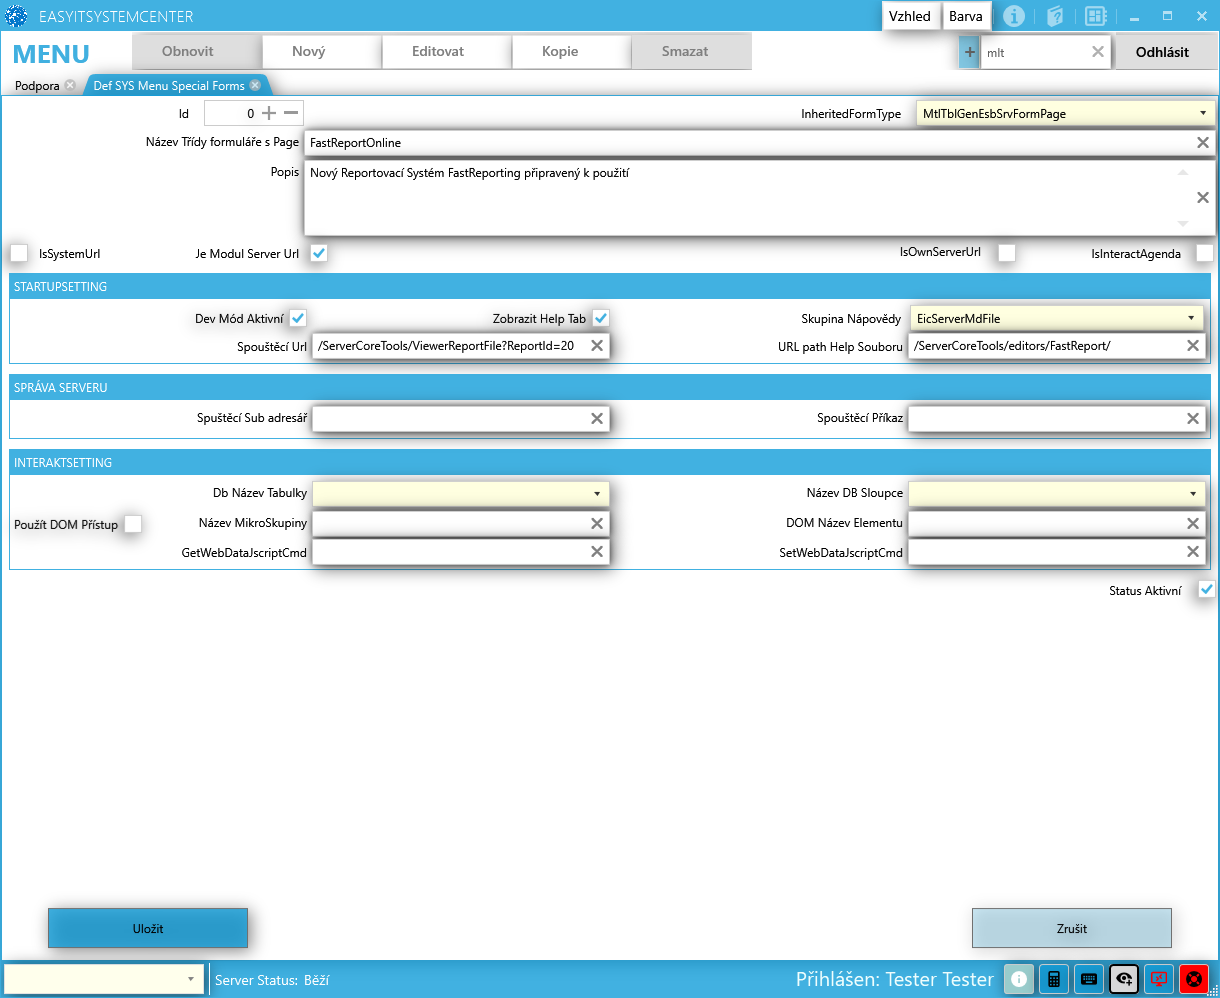 EASYITSYSTEMCENTER
Vzhled
Barva
MENU
Obnovit
Nový
Editovat
Kopie
Smazat
+
mlt
Odhlásit
Podpora
Def SYS Menu Special Forms
Id
0
InheritedFormType
MtlTblGenEsbSrvFormPage
Název Třídy formuláře s Page
FastReportOnline
Popis
Nový Reportovací Systém FastReporting připravený k použití
IsSystemUrl
Je Modul Server Url
IsOwnServerUrl
IsInteractAgenda
STARTUPSETTING
Dev Mód Aktivní
Zobrazit Help Tab
Skupina Nápovědy
EicServerMdFile
Spouštěcí Url
/ServerCoreTools/ViewerReportFile?ReportId=20
URL path Help Souboru
/ServerCoreTools/editors/FastReport/
SPRÁVA SERVERU
Spuštěcí Sub adresář
Spouštěcí Příkaz
INTERAKTSETTING
Db Název Tabulky
Název DB Sloupce
Použít DOM Přístup
Název MikroSkupiny
DOM Název Elementu
GetWebDataJscriptCmd
SetWebDataJscriptCmd
Status Aktivní
Uložit
Zrušit
Server Status: Běží
Přihlášen: Tester Tester